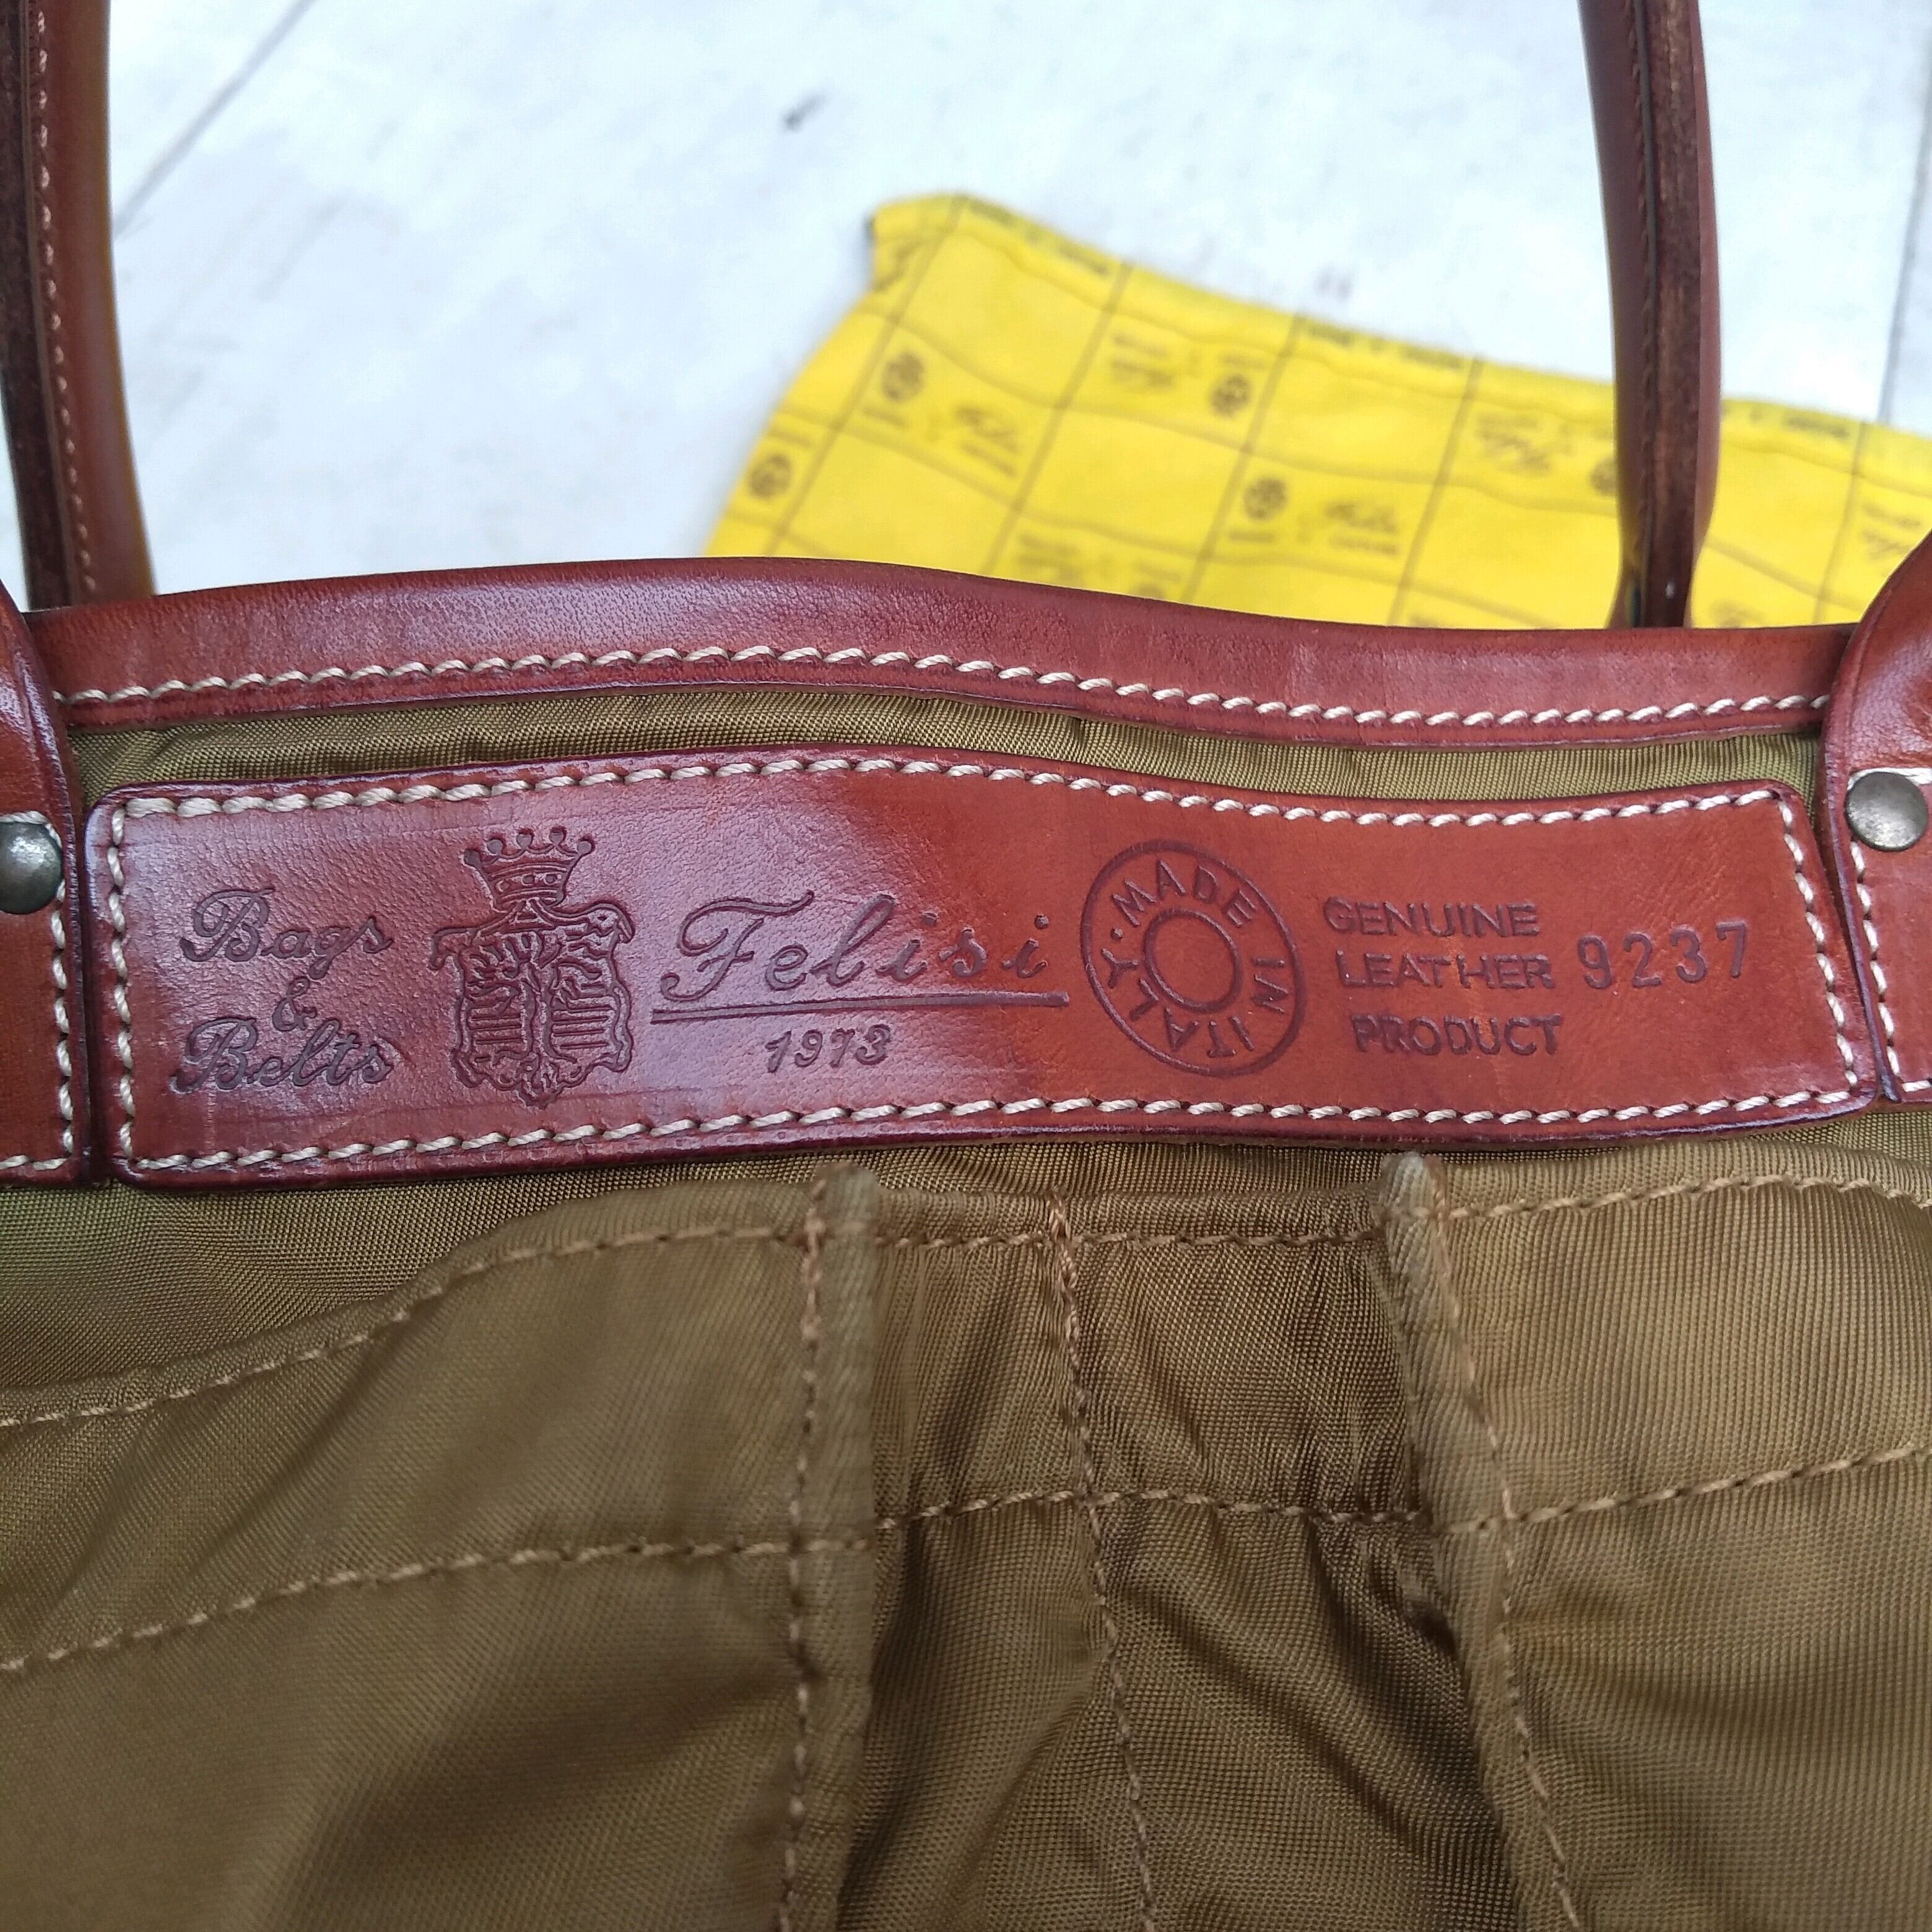 Bags
&
Belts
Felisi
1973
MADE IN ITALY
GENUINE
LEATHER
PRODUCT
9237